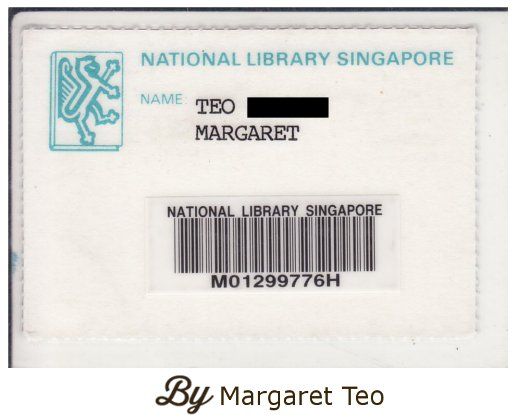 NATIONAL LIBRARY SINGAPORE
NAME: TEO
MARGARET
NATIONAL LIBRARY SINGAPORE
M01299776H
By Margaret Teo